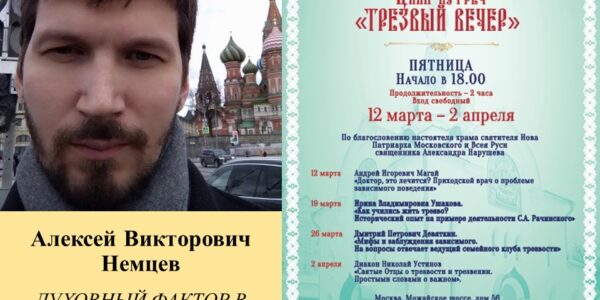 Алексей Викторович
Немцев
ДУХОВНЫЙ ФАКТОР В
«ТРЕЗВЫЙ ВЕЧЕР»
ПЯТНИЦА
Начало в 18.00
Продолжительность – 2 часа
Вход свободный
12 марта – 2 апреля
По благословению настоятеля храма святителя Иова
Патриарха Московского и Всея Руси
священника Александра Нарушева
12 марта Андрей Игоревич Магай
«Доктор, это лечится? Приходской врач о проблеме
зависимого поведения»
19 марта Ирина Владимировна Ушакова.
«Как учились жить трезво?
Исторический опыт на примере деятельности С.А. Рачинского»
26 марта Дмитрий Петрович Девяткин.
«Мифы и заблуждения зависимого.
На вопросы отвечает ведущий семейного клуба трезвости»
2 апреля Диакон Николай Устинов
«Святые Отцы о трезвости и трезвении.
Простыми словами о важном».
Москва, Можайское шоссе, дом 56